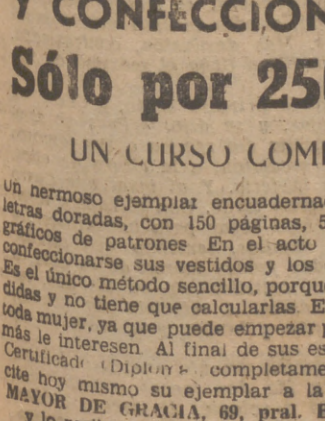 Y CONFECCION
Sólo por 25
UN CURSO COM
Un hermoso ejemplar encuaderna
letras doradas, con 150 páginas, 5
gráficos de patrones En el acto
confeccionarse sus vestidos y los
Es el único método sencillo, porque
didas y no tiene que calcularlas. E
toda mujer, ya que puede empezar
más le interesen. Al final de sus es
Certificado (Diploma completame
cite hoy mismo su ejemplar a la
MAYOR DE GRACIA, 69, pral. E